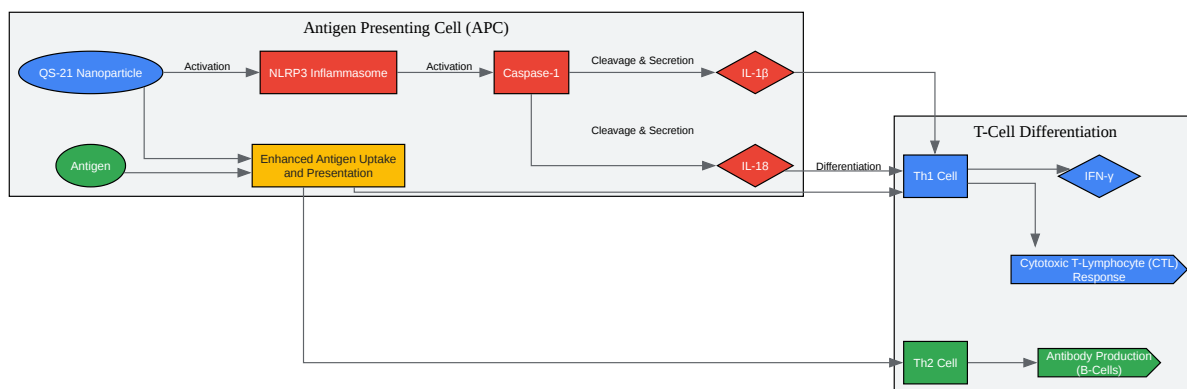 Antigen Presenting Cell (APC)
QS-21 Nanoparticle
Activation
NLRP3 Inflammasome
Activation
Caspase-1
Cleavage & Secretion
IL-1β
Antigen
Enhanced Antigen Uptake
and Presentation
Cleavage & Secretion
IL-18
Differentiation
T-Cell Differentiation
Th1 Cell
IFN-γ
Cytotoxic T-Lymphocyte (CTL)
Response
Th2 Cell
Antibody Production
(B-Cells)